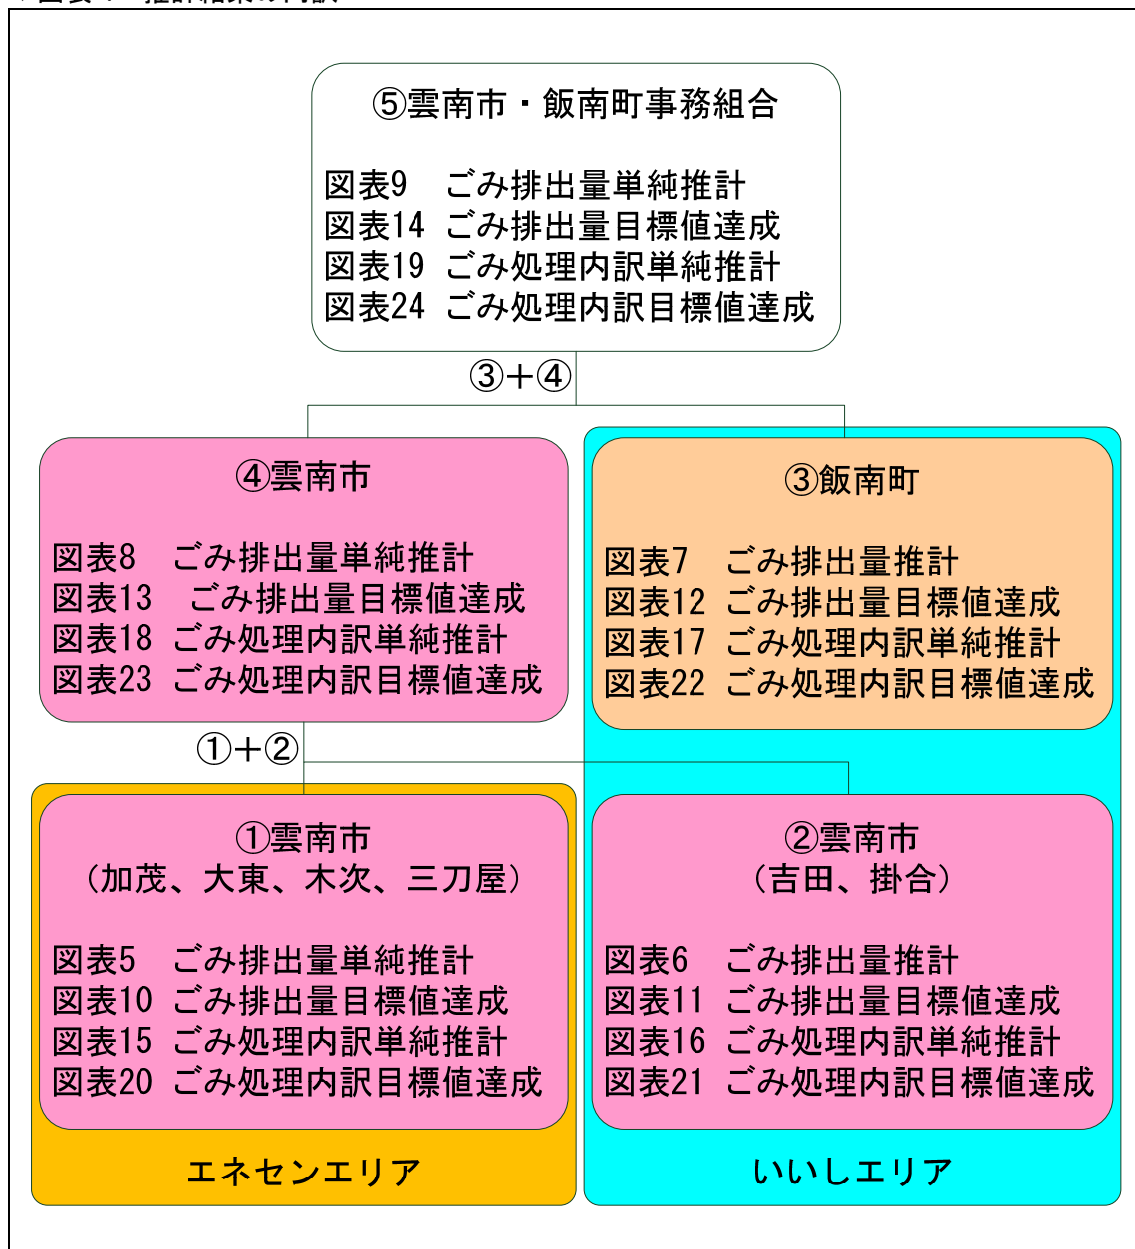 ⑤雲南市・飯南町事務組合
図表9　ごみ排出量単純推計
図表14 ごみ排出量目標値達成
図表19 ごみ処理内訳単純推計
図表24 ごみ処理内訳目標値達成
③＋④
④雲南市
図表8　ごみ排出量単純推計
図表13　ごみ排出量目標値達成
図表18 ごみ処理内訳単純推計
図表23 ごみ処理内訳目標値達成
③飯南町
図表7　ごみ排出量推計
図表12 ごみ排出量目標値達成
図表17 ごみ処理内訳単純推計
図表22 ごみ処理内訳目標値達成
①＋②
①雲南市
（加茂、大東、木次、三刀屋）
図表5　ごみ排出量単純推計
図表10 ごみ排出量目標値達成
図表15 ごみ処理内訳単純推計
図表20 ごみ処理内訳目標値達成
エネセンエリア
②雲南市
（吉田、掛合）
図表6　ごみ排出量推計
図表11 ごみ排出量目標値達成
図表16 ごみ処理内訳単純推計
図表21 ごみ処理内訳目標値達成
いいしエリア